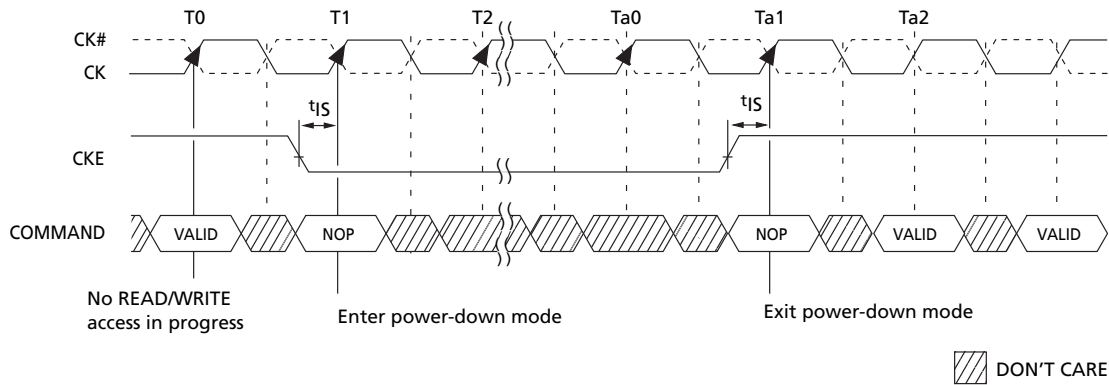 T0 T1 T2 Ta0 Ta1 Ta2
CK#
CK
tIS tIS
CKE
COMMAND VALID NOP NOP VALID VALID
No READ/WRITE
access in progress
Enter power-down mode
Exit power-down mode
DON'T CARE